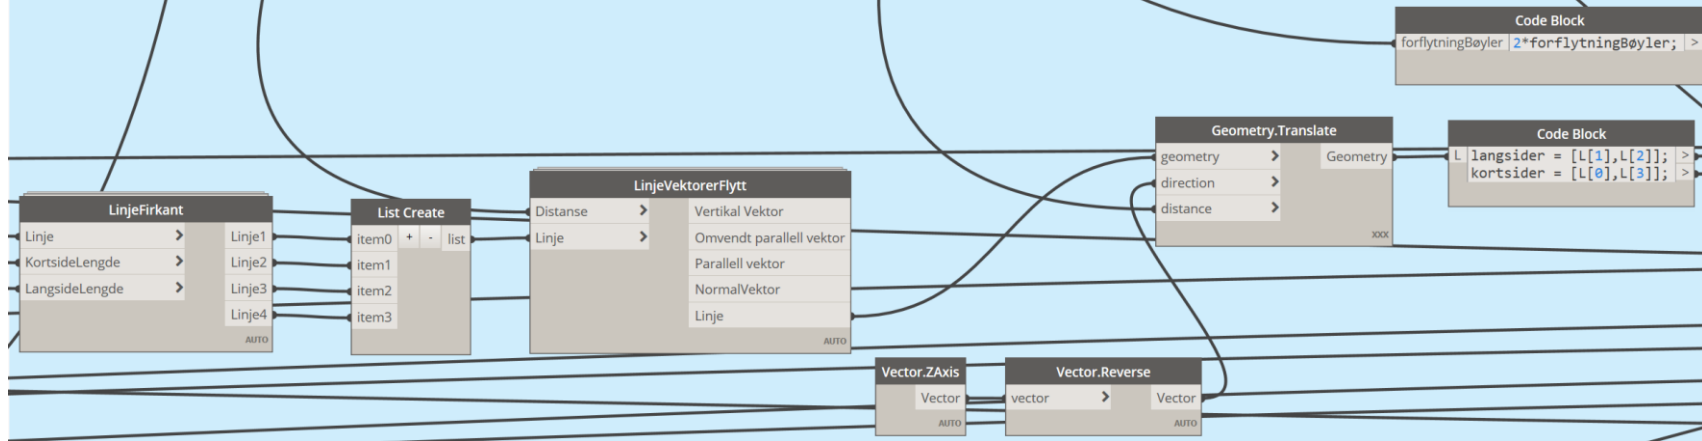 Code Block
forflytningBøyler 2*forflytningBøyler; >
Geometry.Translate
geometry > Geometry
direction >
distance >
XXX
Code Block
L langsider = [L[1],L[2]]; >
kortsider = [L[0],L[3]]; >
LinjeFirkant
Linje > Linje1
KortsideLengde > Linje2
LangsideLengde > Linje3
Linje4
AUTO
List Create
item0 + - list
item1
item2
item3
LinjeVektorerFlytt
Distanse > Vertikal Vektor
Linje > Omvendt parallell vektor
Parallell vektor
NormalVektor
Linje
AUTO
Vector.ZAxis
Vector
AUTO
Vector.Reverse
vector > Vector
AUTO